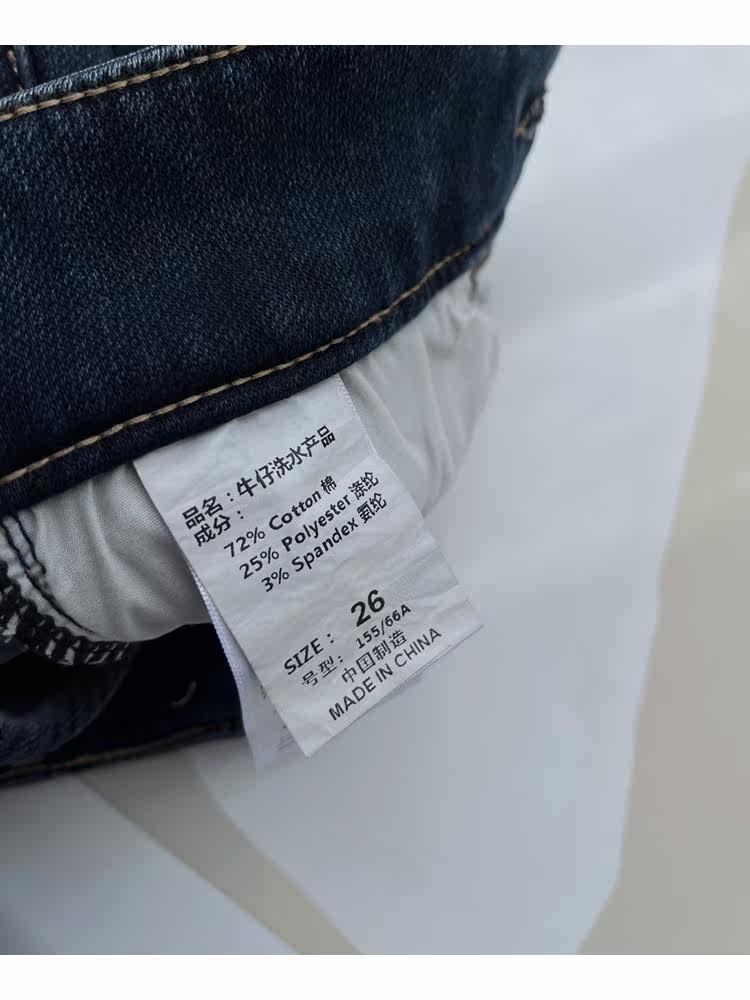 品名：牛仔洗水产品
成分：
72% Cotton 棉
25% Polyester 涤纶
3% Spandex 氨纶
SIZE： 26
号型： 155/66A
中国制造
MADE IN CHINA